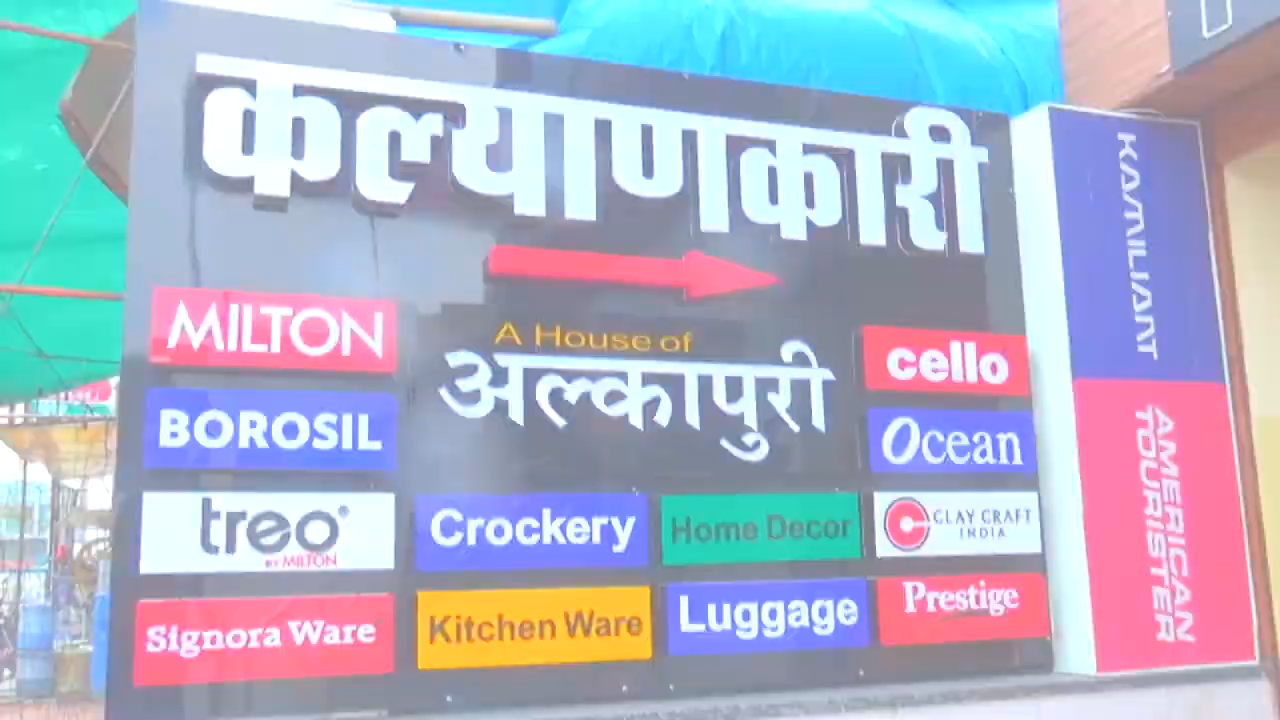 कल्याणकारी
MILTON
A House of
अल्कापुरी
cello
BOROSIL
Ocean
treo
BY MILTON
Crockery
Home Decor
CLAY CRAFT
INDIA
Signora Ware
Kitchen Ware
Luggage
Prestige
KAMILIANT
AMERICAN
TOURISTER